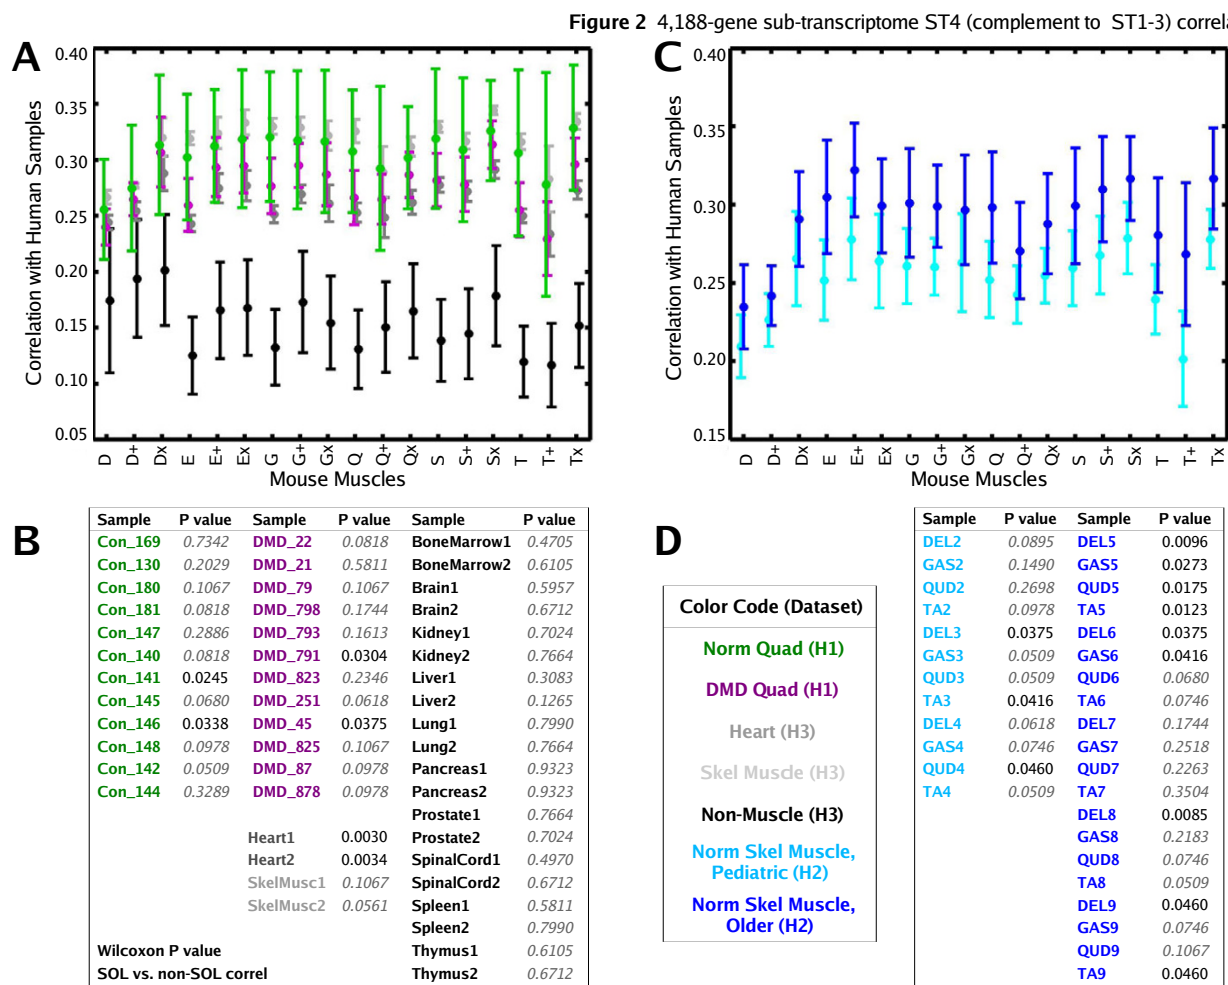 Figure 2 4,188-gene sub-transcriptome ST4 (complement to ST1-3) correl
A
0.40
0.35
0.30
0.25
0.20
0.15
0.10
0.05
Correlation with Human Samples
D D+ Dx E E+ Ex G G+ Gx Q Q+ Qx S S+ Sx T T+ Tx
Mouse Muscles
C
0.40
0.35
0.30
0.25
0.20
0.15
Correlation with Human Samples
D D+ Dx E E+ Ex G G+ Gx Q Q+ Qx S S+ Sx T T+ Tx
Mouse Muscles
B
Sample P value Sample P value Sample P value
Con_169 0.7342 DMD_22 0.0818 BoneMarrow1 0.4705
Con_130 0.2029 DMD_21 0.5811 BoneMarrow2 0.6105
Con_180 0.1067 DMD_79 0.1067 Brain1 0.5957
Con_181 0.0818 DMD_798 0.1744 Brain2 0.6712
Con_147 0.2886 DMD_793 0.1613 Kidney1 0.7024
Con_140 0.0818 DMD_791 0.0304 Kidney2 0.7664
Con_141 0.0245 DMD_823 0.2346 Liver1 0.3083
Con_145 0.0680 DMD_251 0.0618 Liver2 0.1265
Con_146 0.0338 DMD_45 0.0375 Lung1 0.7990
Con_148 0.0978 DMD_825 0.1067 Lung2 0.7664
Con_142 0.0509 DMD_87 0.0978 Pancreas1 0.9323
Con_144 0.3289 DMD_878 0.0978 Pancreas2 0.9323
Prostate1 0.7664
Heart1 0.0030 Prostate2 0.7024
Heart2 0.0034 SpinalCord1 0.4970
SkelMusc1 0.1067 SpinalCord2 0.6712
SkelMusc2 0.0561 Spleen1 0.5811
Spleen2 0.7990
Wilcoxon P value Thymus1 0.6105
SOL vs. non-SOL correl Thymus2 0.6712
D
Color Code (Dataset)
Norm Quad (H1)
DMD Quad (H1)
Heart (H3)
Skel Muscle (H3)
Non-Muscle (H3)
Norm Skel Muscle,
Pediatric (H2)
Norm Skel Muscle,
Older (H2)
Sample P value Sample P value
DEL2 0.0895 DEL5 0.0096
GAS2 0.1490 GAS5 0.0273
QUD2 0.2698 QUD5 0.0175
TA2 0.0978 TA5 0.0123
DEL3 0.0375 DEL6 0.0375
GAS3 0.0509 GAS6 0.0416
QUD3 0.0509 QUD6 0.0680
TA3 0.0416 TA6 0.0746
DEL4 0.0618 DEL7 0.1744
GAS4 0.0746 GAS7 0.2518
QUD4 0.0460 QUD7 0.2263
TA4 0.0509 TA7 0.3504
DEL8 0.0085
GAS8 0.2183
QUD8 0.0746
TA8 0.0509
DEL9 0.0460
GAS9 0.0746
QUD9 0.1067
TA9 0.0460